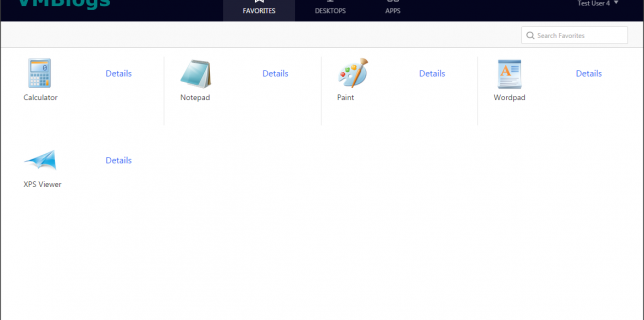 VMBlogs
FAVORITES
DESKTOPS
APPS
Test User 4
Search Favorites
Calculator
Details
Notepad
Details
Paint
Details
Wordpad
Details
XPS Viewer
Details